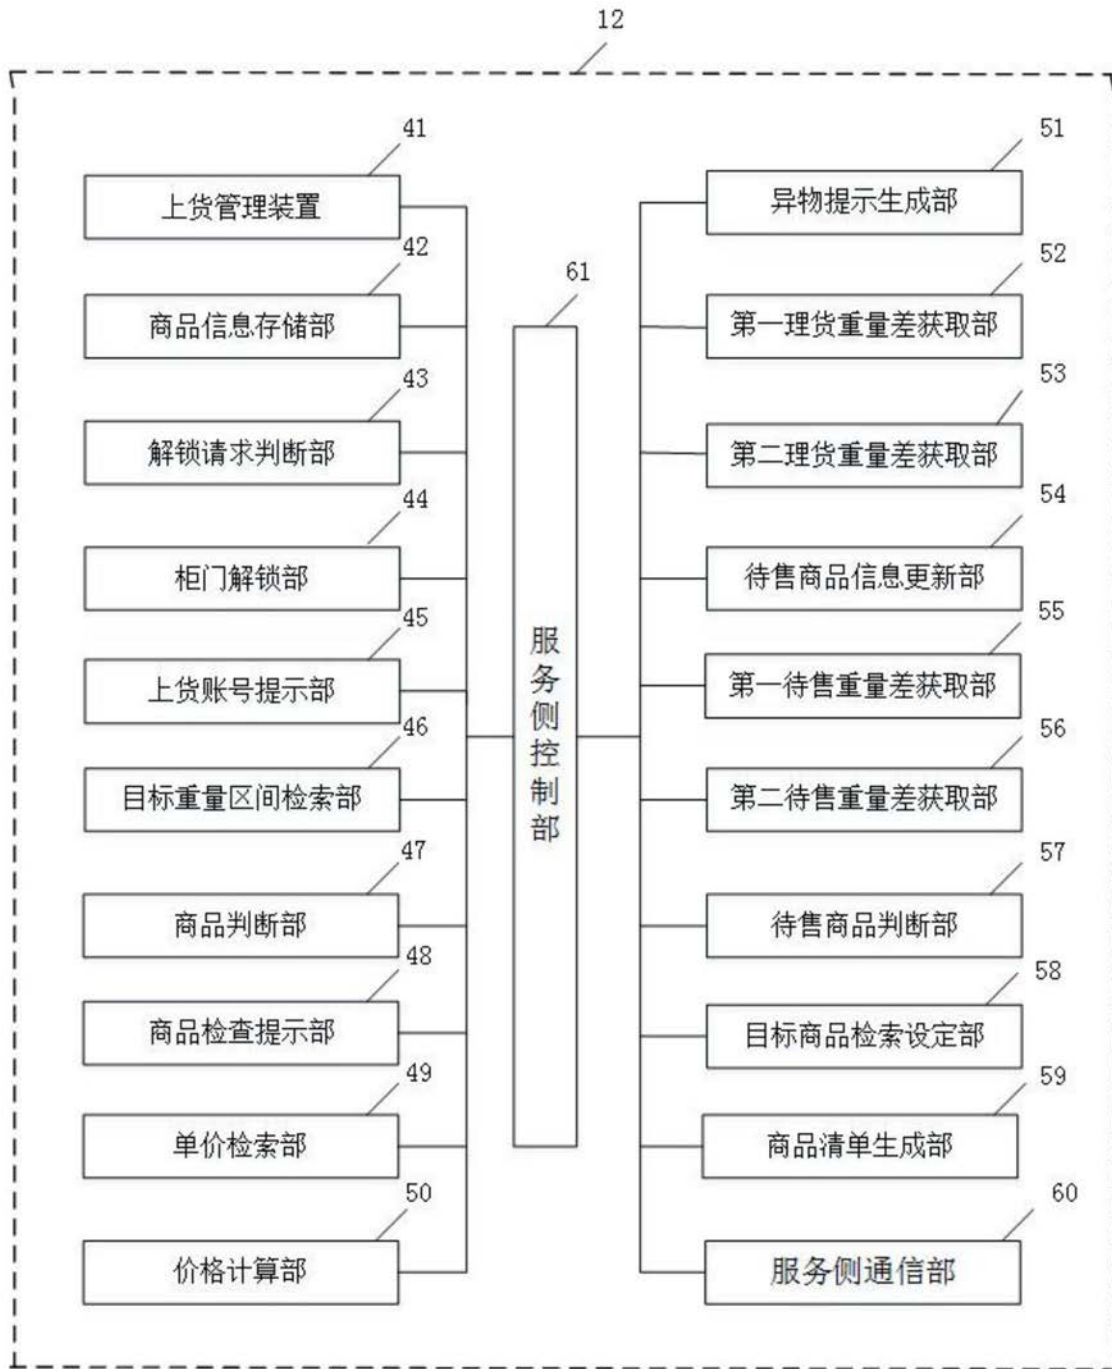 12
41
上货管理装置
42
商品信息存储部
43
解锁请求判断部
44
柜门解锁部
45
上货账号提示部
46
目标重量区间检索部
47
商品判断部
48
商品检查提示部
49
单价检索部
50
价格计算部
61
服务侧控制部
51
异物提示生成部
52
第一理货重量差获取部
53
第二理货重量差获取部
54
待售商品信息更新部
55
第一待售重量差获取部
56
第二待售重量差获取部
57
待售商品判断部
58
目标商品检索设定部
59
商品清单生成部
60
服务侧通信部